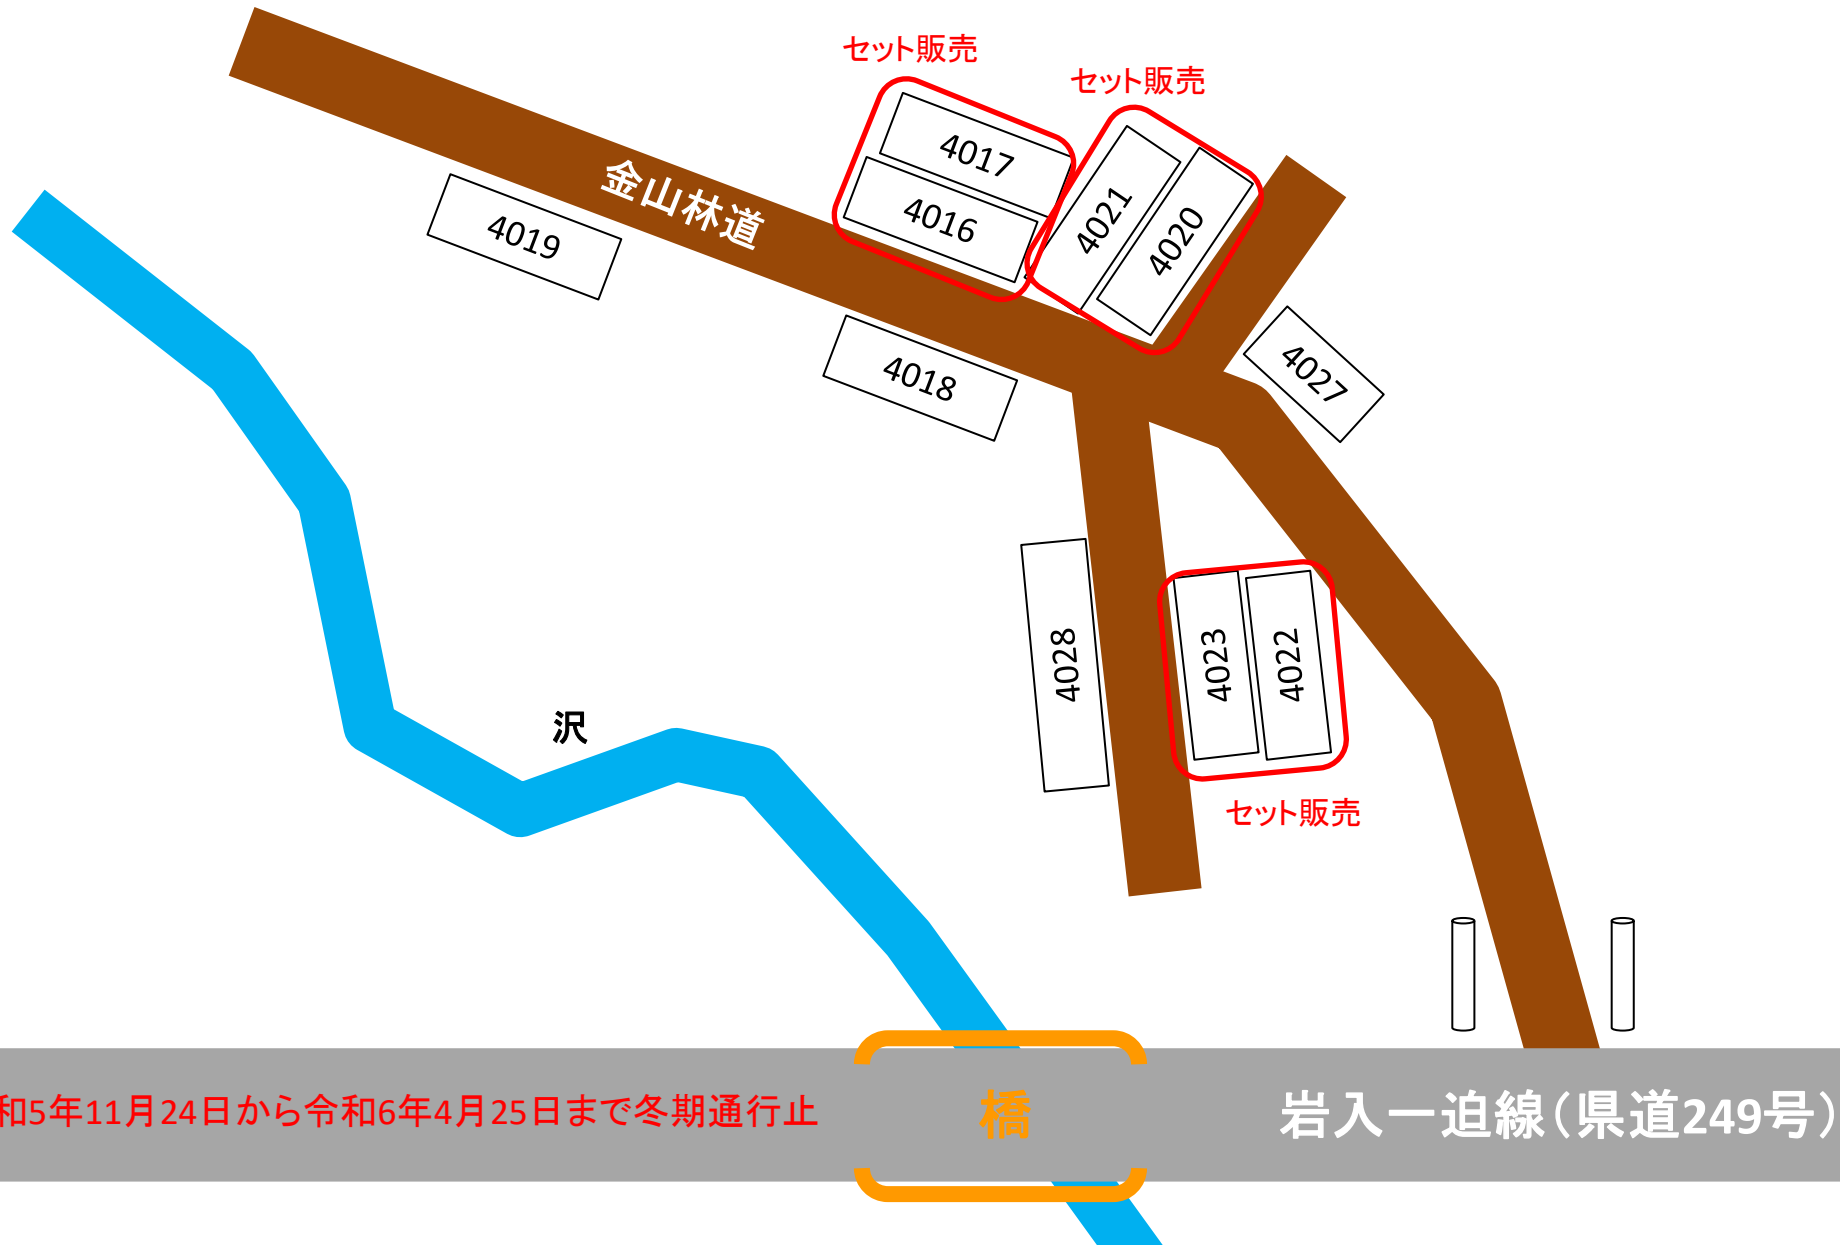 セット販売
セット販売
4017
4016
4021
4020
金山林道
4019
4018
4027
4028
4023
4022
沢
セット販売
和5年11月24日から令和6年4月25日まで冬期通行止
橋
岩入一迫線(県道249号)